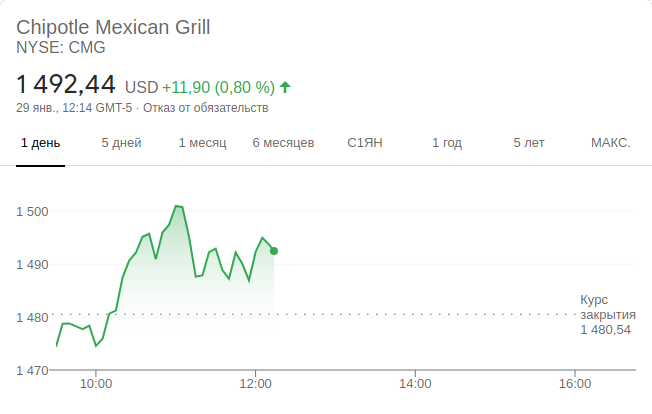 Chipotle Mexican Grill
NYSE: CMG
1 492,44 USD +11,90 (0,80 %)
29 янв., 12:14 GMT-5 · Отказ от обязательств
1 день 5 дней 1 месяц 6 месяцев С1ЯН 1 год 5 лет МАКС.
1 500
1 490
1 480
1 470
Курс
закрытия
1 480,54
10:00 12:00 14:00 16:00